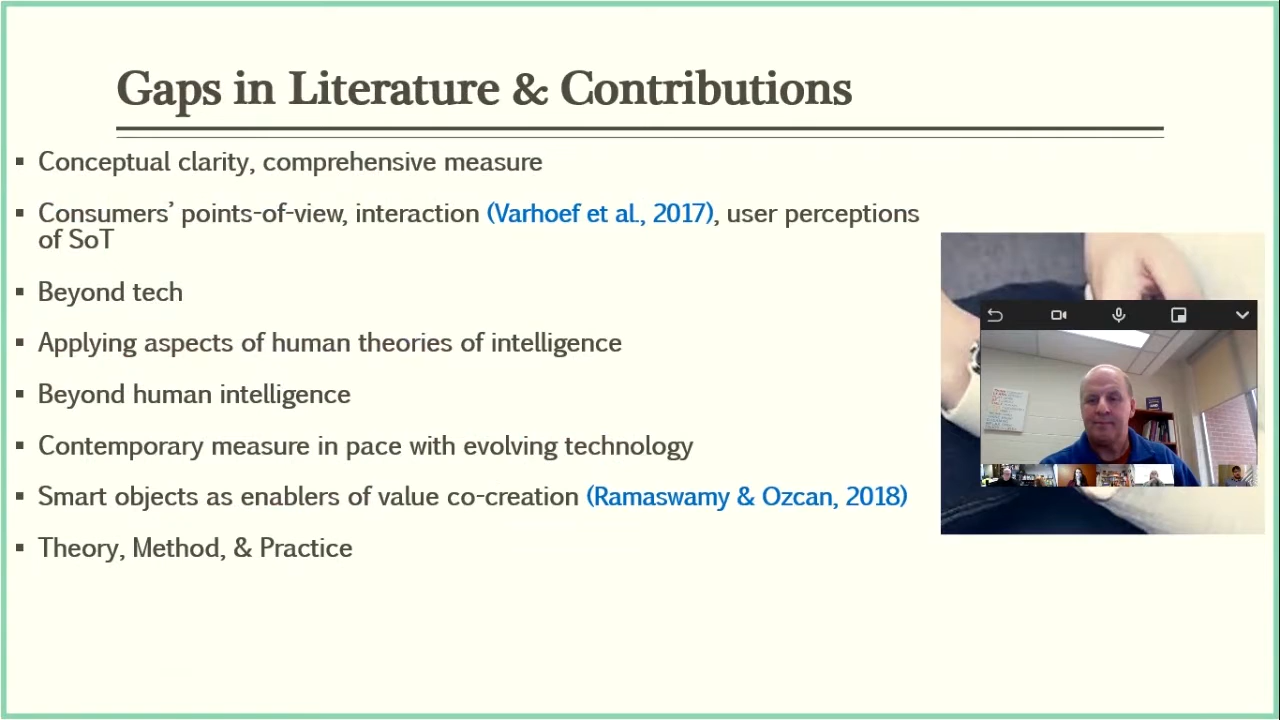 Gaps in Literature & Contributions
▪ Conceptual clarity, comprehensive measure
▪ Consumers’ points-of-view, interaction (Varhoef et al., 2017), user perceptions
of SoT
▪ Beyond tech
▪ Applying aspects of human theories of intelligence
▪ Beyond human intelligence
▪ Contemporary measure in pace with evolving technology
▪ Smart objects as enablers of value co-creation (Ramaswamy & Ozcan, 2018)
▪ Theory, Method, & Practice